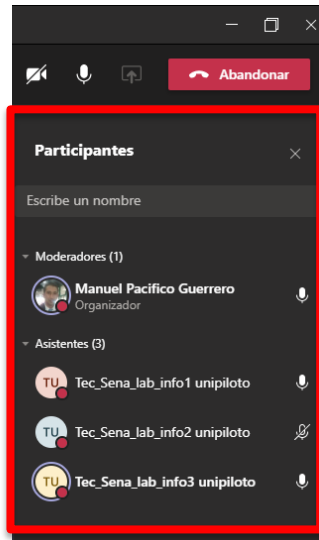 Abandonar
Participantes
Escribe un nombre
Moderadores (1)
Manuel Pacifico Guerrero
Organizador
Asistentes (3)
TU Tec_Sena_lab_info1 unipiloto
TU Tec_Sena_lab_info2 unipiloto
TU Tec_Sena_lab_info3 unipiloto